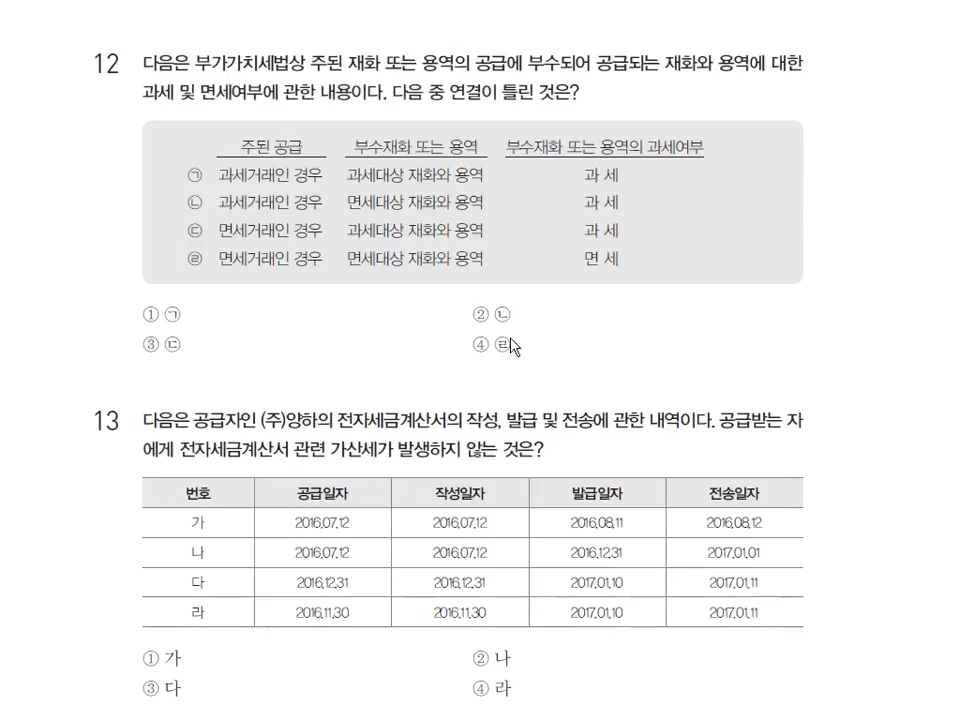 12 다음은 부가가치세법상 주된 재화 또는 용역의 공급에 부수되어 공급되는 재화와 용역에 대한
과세 및 면세여부에 관한 내용이다. 다음 중 연결이 틀린 것은?
주된 공급 부수재화 또는 용역 부수재화 또는 용역의 과세여부
㉠ 과세거래인 경우 과세대상 재화와 용역 과 세
㉡ 과세거래인 경우 면세대상 재화와 용역 과 세
㉢ 면세거래인 경우 과세대상 재화와 용역 과 세
㉣ 면세거래인 경우 면세대상 재화와 용역 면 세
① ㉠ ② ㉡
③ ㉢ ④ ㉣
13 다음은 공급자인 (주)양하의 전자세금계산서의 작성, 발급 및 전송에 관한 내역이다. 공급받는 자
에게 전자세금계산서 관련 가산세가 발생하지 않는 것은?
번호 공급일자 작성일자 발급일자 전송일자
가 2016.07.12 2016.07.12 2016.08.11 2016.08.12
나 2016.07.12 2016.07.12 2016.12.31 2017.01.01
다 2016.12.31 2016.12.31 2017.01.10 2017.01.11
라 2016.11.30 2016.11.30 2017.01.10 2017.01.11
① 가 ② 나
③ 다 ④ 라